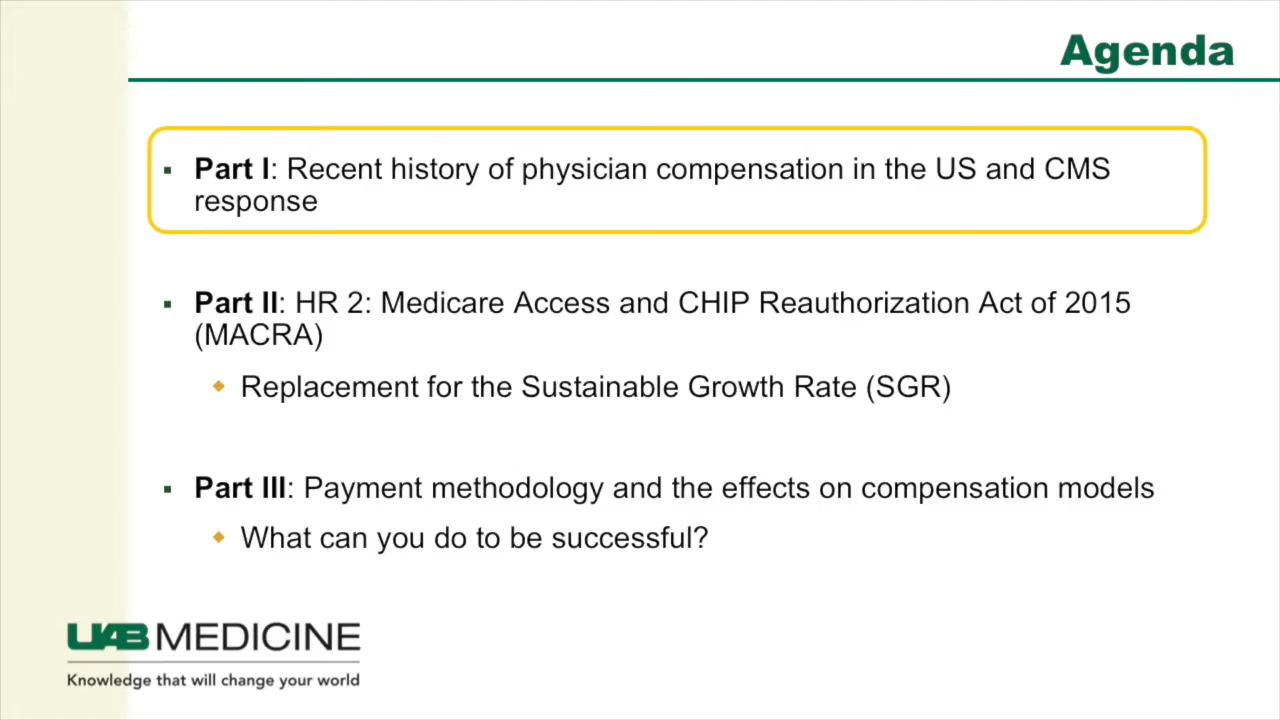 Agenda
▪ Part I: Recent history of physician compensation in the US and CMS
response
▪ Part II: HR 2: Medicare Access and CHIP Reauthorization Act of 2015
(MACRA)
◆ Replacement for the Sustainable Growth Rate (SGR)
▪ Part III: Payment methodology and the effects on compensation models
◆ What can you do to be successful?
UAB MEDICINE
Knowledge that will change your world